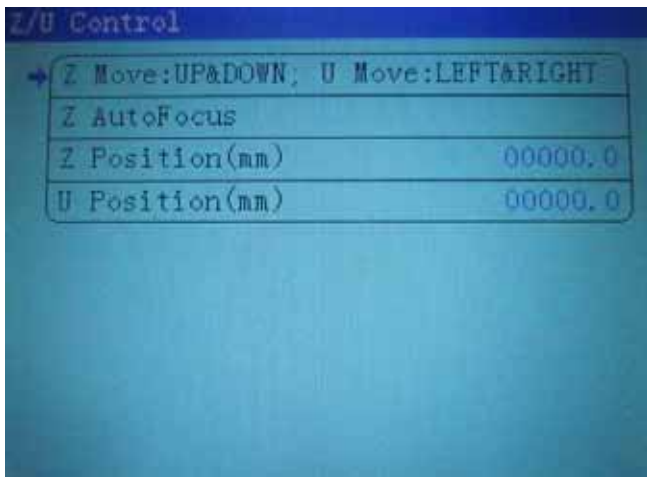 Z/U Control
Z Move:UP&DOWN; U Move:LEFT&RIGHT
Z AutoFocus
Z Position(mm) 00000.0
U Position(mm) 00000.0